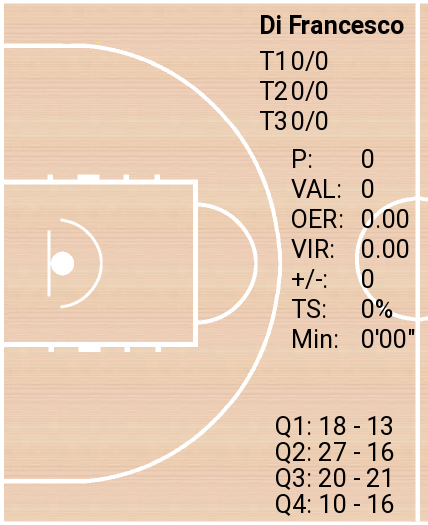 Di Francesco
T1 0/0
T2 0/0
T3 0/0
P: 0
VAL: 0
OER: 0.00
VIR: 0.00
+/-: 0
TS: 0%
Min: 0'00"
Q1: 18 - 13
Q2: 27 - 16
Q3: 20 - 21
Q4: 10 - 16